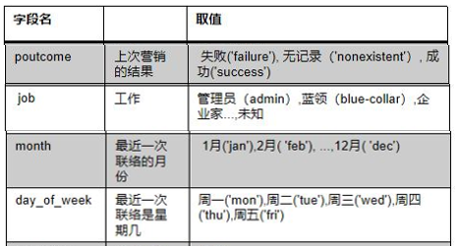 字段名 取值
poutcome 上次营销的结果 失败('failure'), 无记录（'nonexistent'）, 成功('success')
job 工作 管理员（admin）,蓝领（blue-collar）,企业家...,未知
month 最近一次联络的月份 1月('jan'),2月( 'feb'), ...,12月( 'dec')
day_of_week 最近一次联络是星期几 周一('mon'),周二('tue'),周三('wed'),周四('thu'),周五('fri')